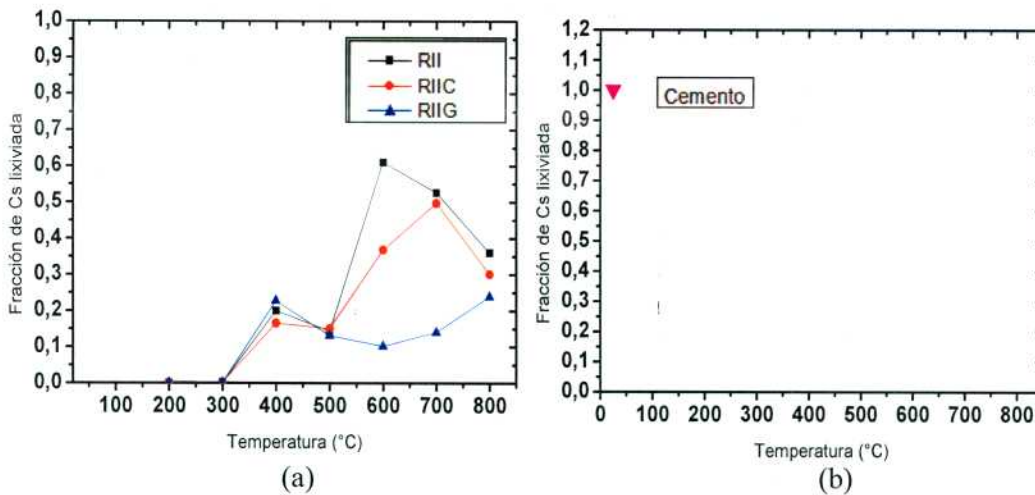 1,0
0,9
0,8
0,7
0,6
0,5
0,4
0,3
0,2
0,1
0,0
Fracción de Cs lixiviada
RII
RIIC
RIIG
100 200 300 400 500 600 700 800
Temperatura (°C)
(a)
1,2
1,1
1,0
0,9
0,8
0,7
0,6
0,5
0,4
0,3
0,2
0,1
0,0
Fracción de Cs lixiviada
Cemento
0 100 200 300 400 500 600 700 800
Temperatura (°C)
(b)